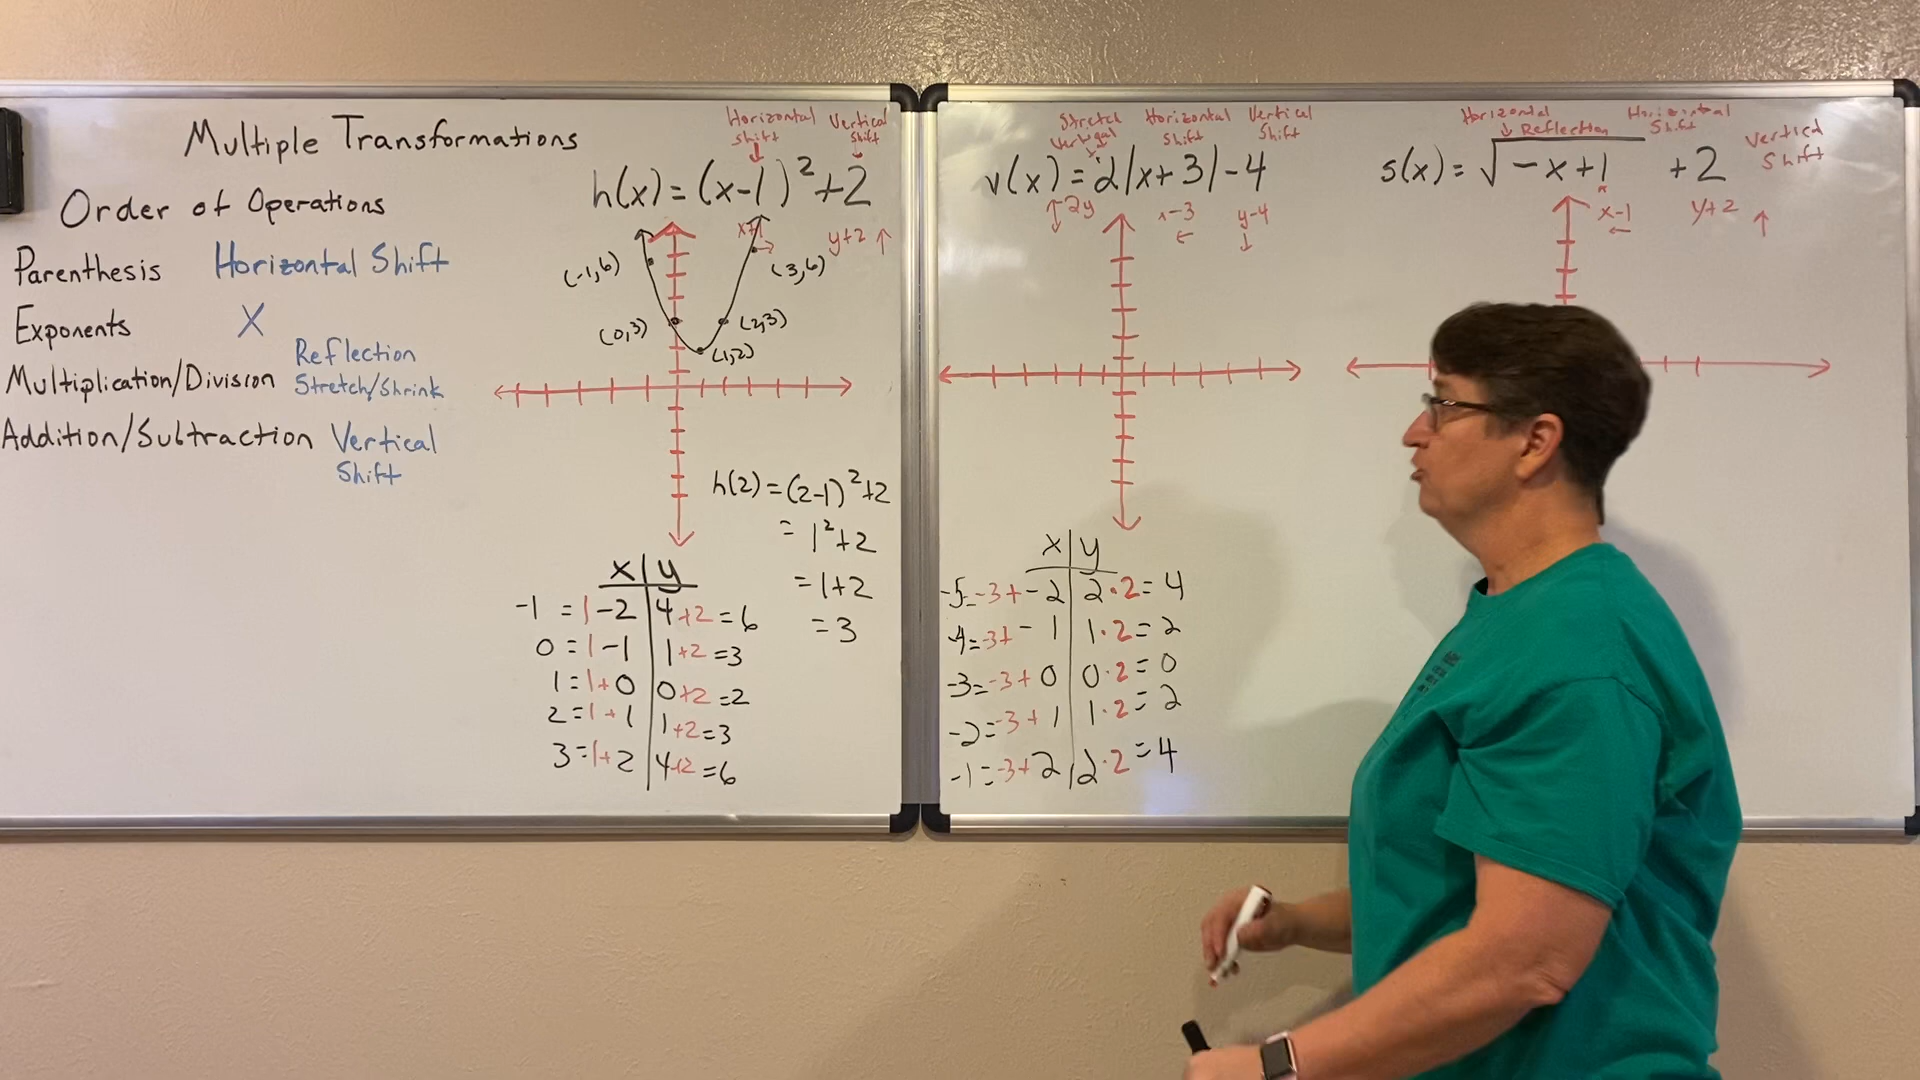 Multiple Transformations
Order of Operations
Parenthesis Horizontal Shift
Exponents X
Multiplication/Division Reflection Stretch/Shrink
Addition/Subtraction Vertical Shift
Horizontal Shift
Vertical Shift
h(x) = (x-1)² +2
x+1
y+2 ↑
(-1,6)
(3,6)
(0,3)
(2,3)
(1,2)
h(2) = (2-1)² +2
= 1² +2
= 1+2
= 3
x | y
-1 = 1 -2 | 4 +2 = 6
0 = 1 -1 | 1 +2 = 3
1 = 1+ 0 | 0 +2 = 2
2 = 1 + 1 | 1 +2 = 3
3 = 1+ 2 | 4 +2 = 6
Stretch Vertical
Horizontal Shift
Vertical Shift
v(x) = 2|x+3|-4
↕2y
x-3 ←
y-4 ↓
x | y
-5 = -3 + -2 | 2 · 2 = 4
-4 = -3+ -1 | 1 · 2 = 2
-3 = -3 + 0 | 0 · 2 = 0
-2 = -3 + 1 | 1 · 2 = 2
-1 = -3+ 2 | 2 · 2 = 4
Horizontal Reflection
Horizontal Shift
Vertical Shift
s(x) = √-x+1 +2
x-1 ←
y+2 ↑